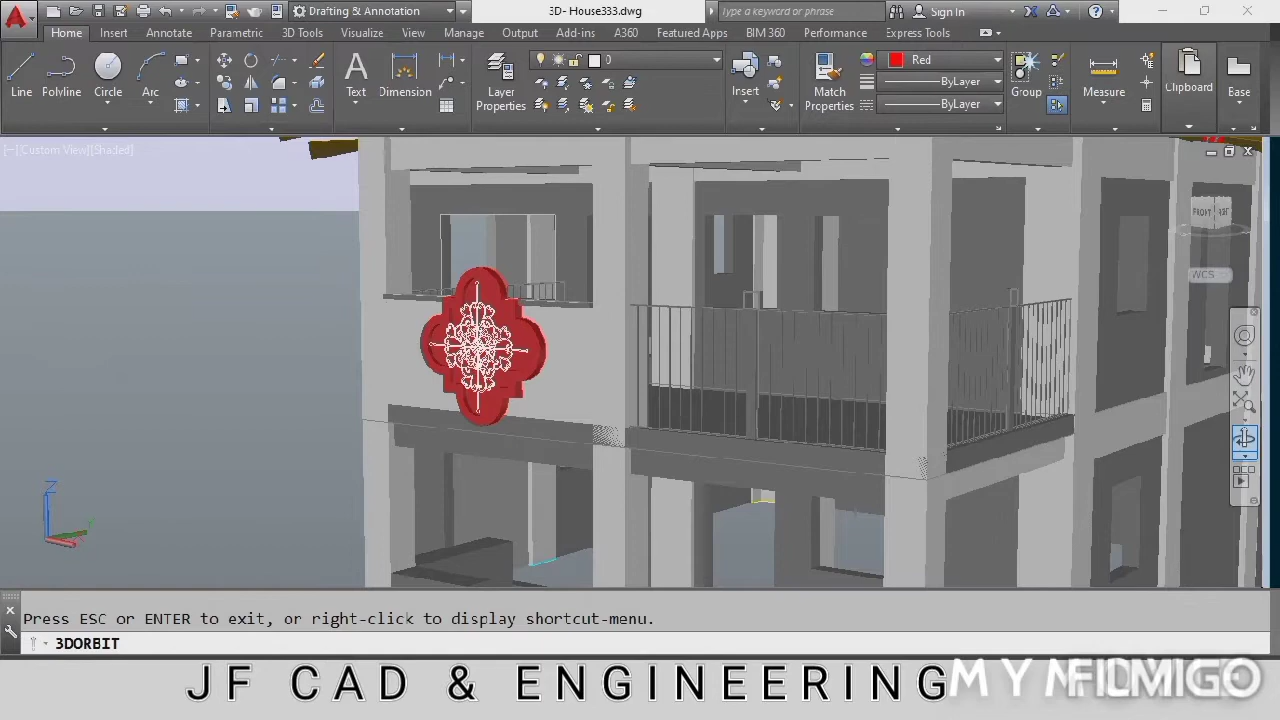 Drafting & Annotation
3D- House333.dwg
Type a keyword or phrase
Sign In
Home Insert Annotate Parametric 3D Tools Visualize View Manage Output Add-ins A360 Featured Apps BIM 360 Performance Express Tools
Line Polyline Circle Arc
Text Dimension
Layer Properties
0
Insert
Match Properties
Red
ByLayer
ByLayer
Group
Measure
Clipboard
Base
[−][Custom View][Shaded]
FRONT
WCS
Z
Y
Press ESC or ENTER to exit, or right-click to display shortcut-menu.
3DORBIT
JF CAD & ENGINEERING
FILMIGO